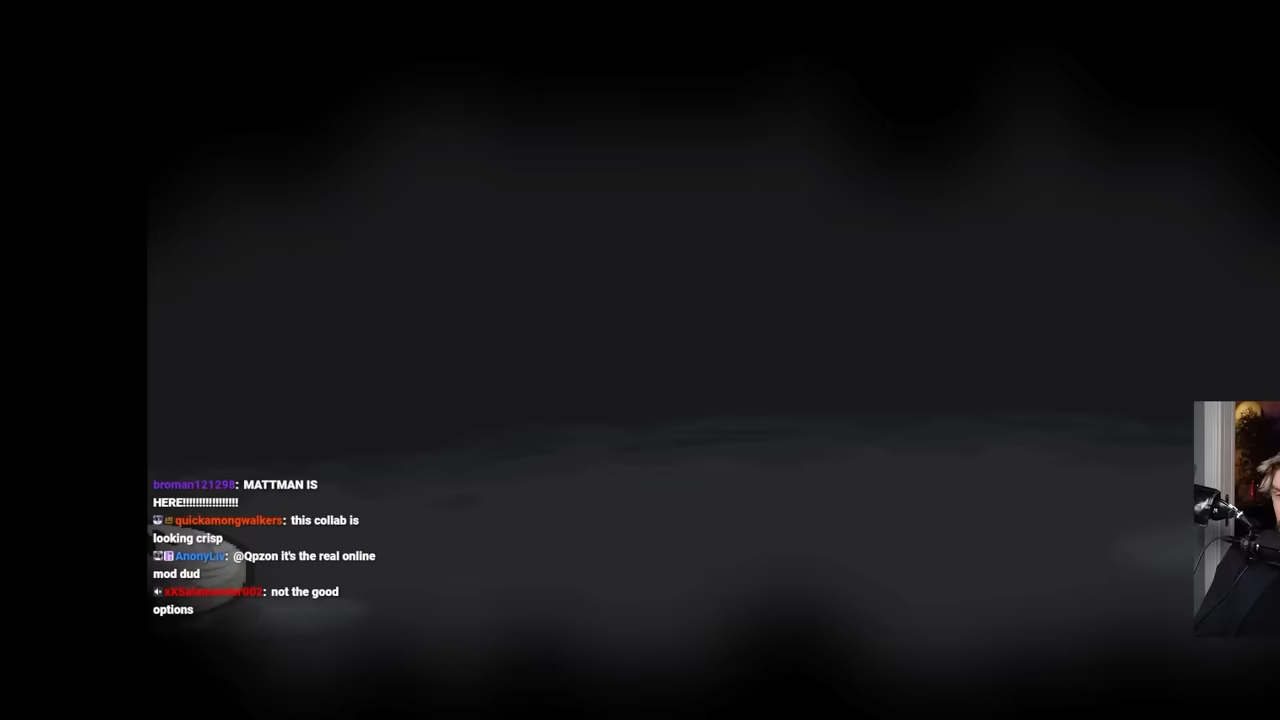 broman121298: MATTMAN IS
HERE!!!!!!!!!!!!!!!!!
quickamongwalkers: this collab is
looking crisp
AnonyLiv: @Qpzon it's the real online
mod dud
not the good
options